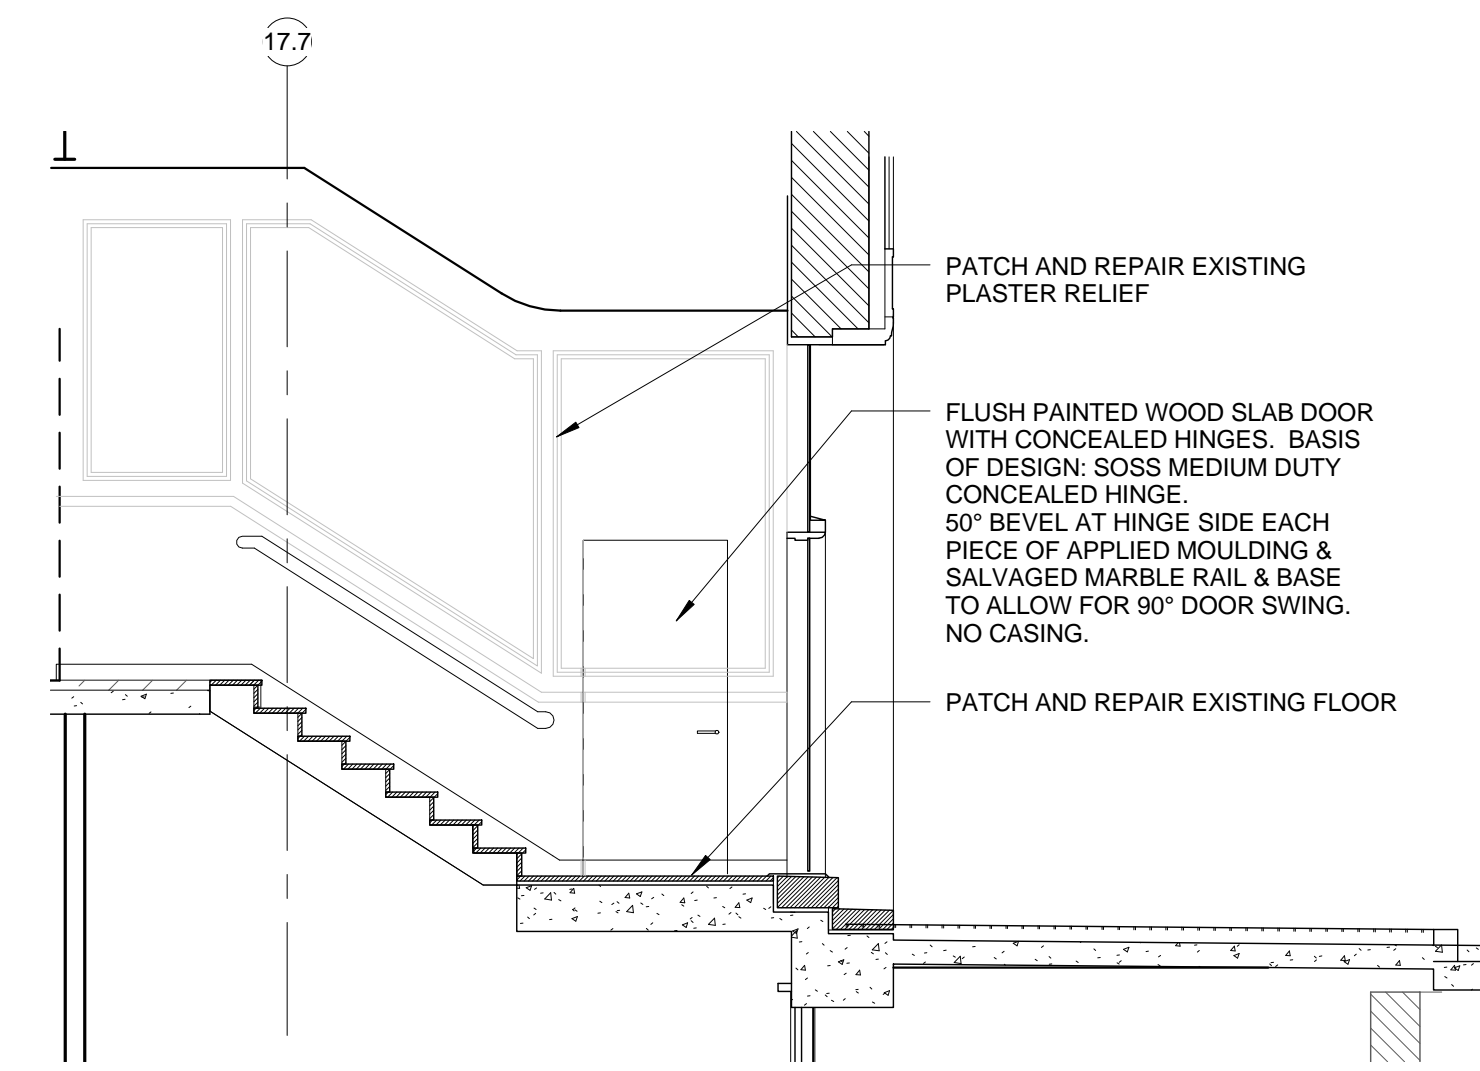 17.7
PATCH AND REPAIR EXISTING
PLASTER RELIEF
FLUSH PAINTED WOOD SLAB DOOR
WITH CONCEALED HINGES. BASIS
OF DESIGN: SOSS MEDIUM DUTY
CONCEALED HINGE.
50° BEVEL AT HINGE SIDE EACH
PIECE OF APPLIED MOULDING &
SALVAGED MARBLE RAIL & BASE
TO ALLOW FOR 90° DOOR SWING.
NO CASING.
PATCH AND REPAIR EXISTING FLOOR